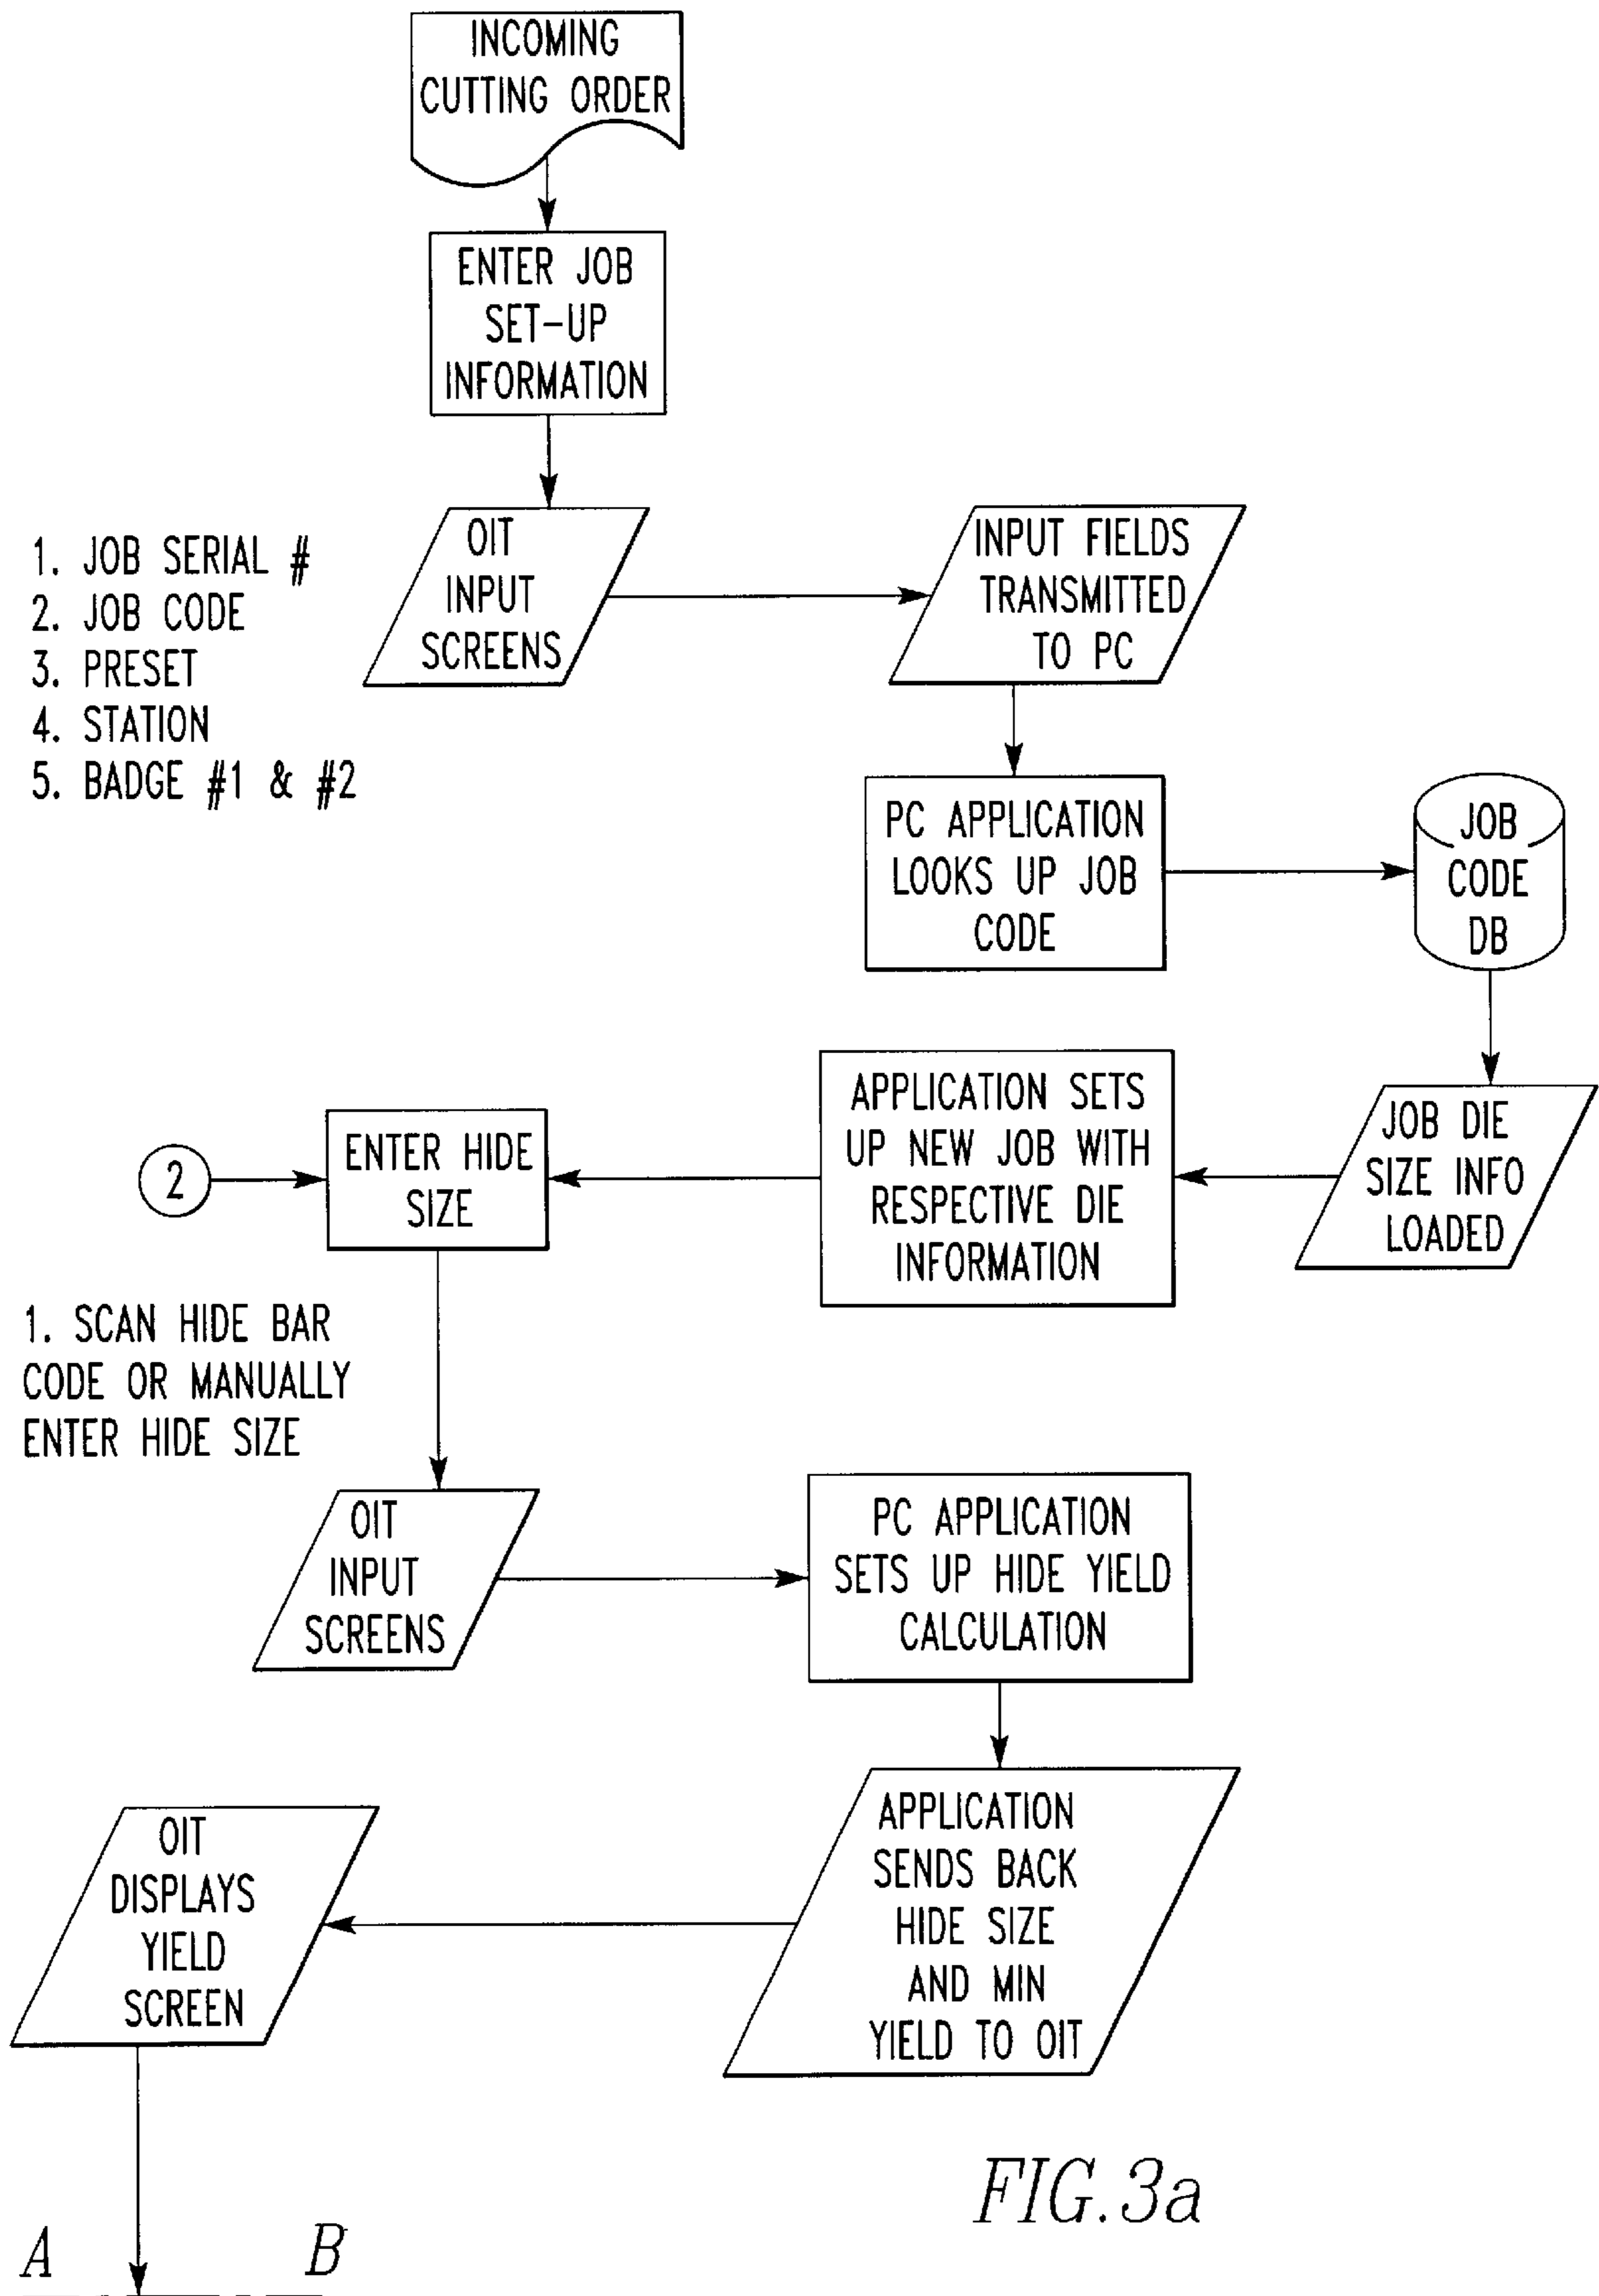 INCOMING
CUTTING ORDER
ENTER JOB
SET-UP
INFORMATION
1. JOB SERIAL #
2. JOB CODE
3. PRESET
4. STATION
5. BADGE #1 & #2
OIT
INPUT
SCREENS
INPUT FIELDS
TRANSMITTED
TO PC
PC APPLICATION
LOOKS UP JOB
CODE
JOB
CODE
DB
JOB DIE
SIZE INFO
LOADED
APPLICATION SETS
UP NEW JOB WITH
RESPECTIVE DIE
INFORMATION
2
ENTER HIDE
SIZE
1. SCAN HIDE BAR
CODE OR MANUALLY
ENTER HIDE SIZE
OIT
INPUT
SCREENS
PC APPLICATION
SETS UP HIDE YIELD
CALCULATION
APPLICATION
SENDS BACK
HIDE SIZE
AND MIN
YIELD TO OIT
OIT
DISPLAYS
YIELD
SCREEN
FIG.3a
A B